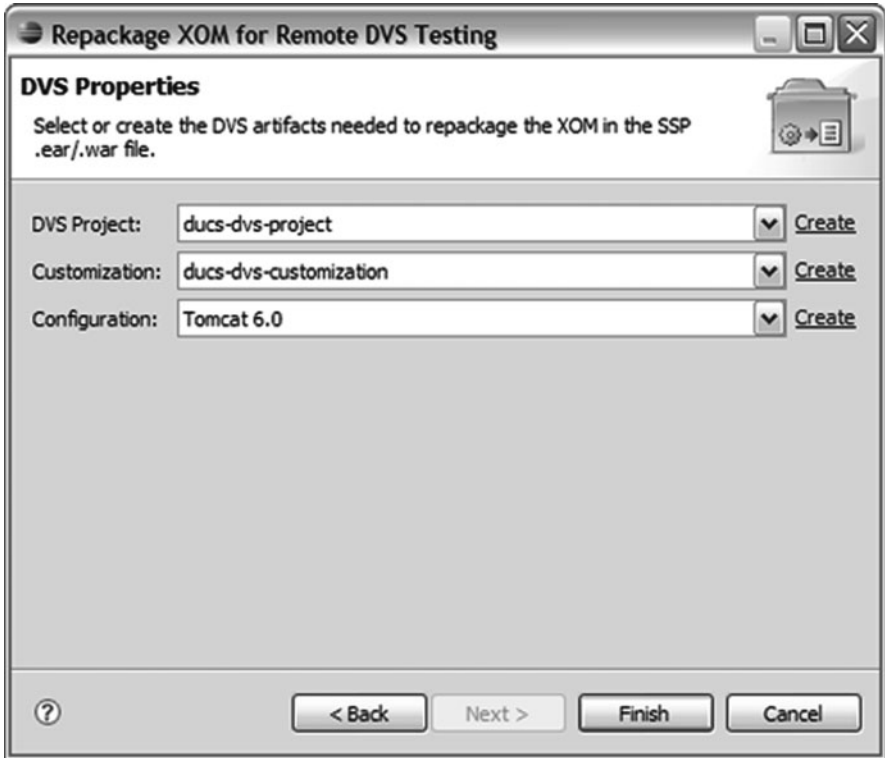 Repackage XOM for Remote DVS Testing
DVS Properties
Select or create the DVS artifacts needed to repackage the XOM in the SSP
.ear/.war file.
DVS Project: ducs-dvs-project Create
Customization: ducs-dvs-customization Create
Configuration: Tomcat 6.0 Create
? < Back Next > Finish Cancel